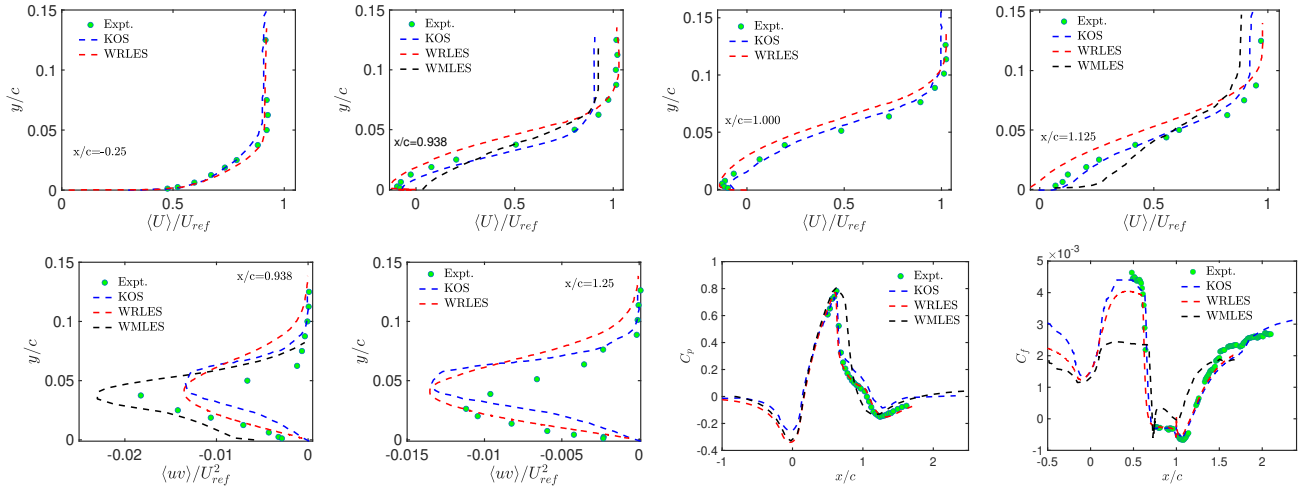 y/c
0.15
0.1
0.05
0
Expt.
KOS
WRLES
x/c=-0.25
0 0.5 1
⟨U⟩/U_ref
y/c
0.15
0.1
0.05
0
Expt.
KOS
WRLES
WMLES
x/c=0.938
0 0.5 1
⟨U⟩/U_ref
y/c
0.15
0.1
0.05
0
Expt.
KOS
WRLES
x/c=1.000
0 0.5 1
⟨U⟩/U_ref
y/c
0.15
0.1
0.05
0
Expt.
KOS
WRLES
WMLES
x/c=1.125
0 0.5 1
⟨U⟩/U_ref
y/c
0.15
0.1
0.05
0
x/c=0.938
Expt.
KOS
WRLES
WMLES
-0.02 -0.01 0
⟨uv⟩/U²_ref
y/c
0.15
0.1
0.05
0
x/c=1.25
Expt.
KOS
WRLES
-0.015 -0.01 -0.005 0
⟨uv⟩/U²_ref
C_p
1
0.8
0.6
0.4
0.2
0
-0.2
-0.4
Expt.
KOS
WRLES
WMLES
-1 0 1 2
x/c
×10⁻³
C_f
5
4
3
2
1
0
-1
Expt.
KOS
WRLES
WMLES
-0.5 0 0.5 1 1.5 2
x/c